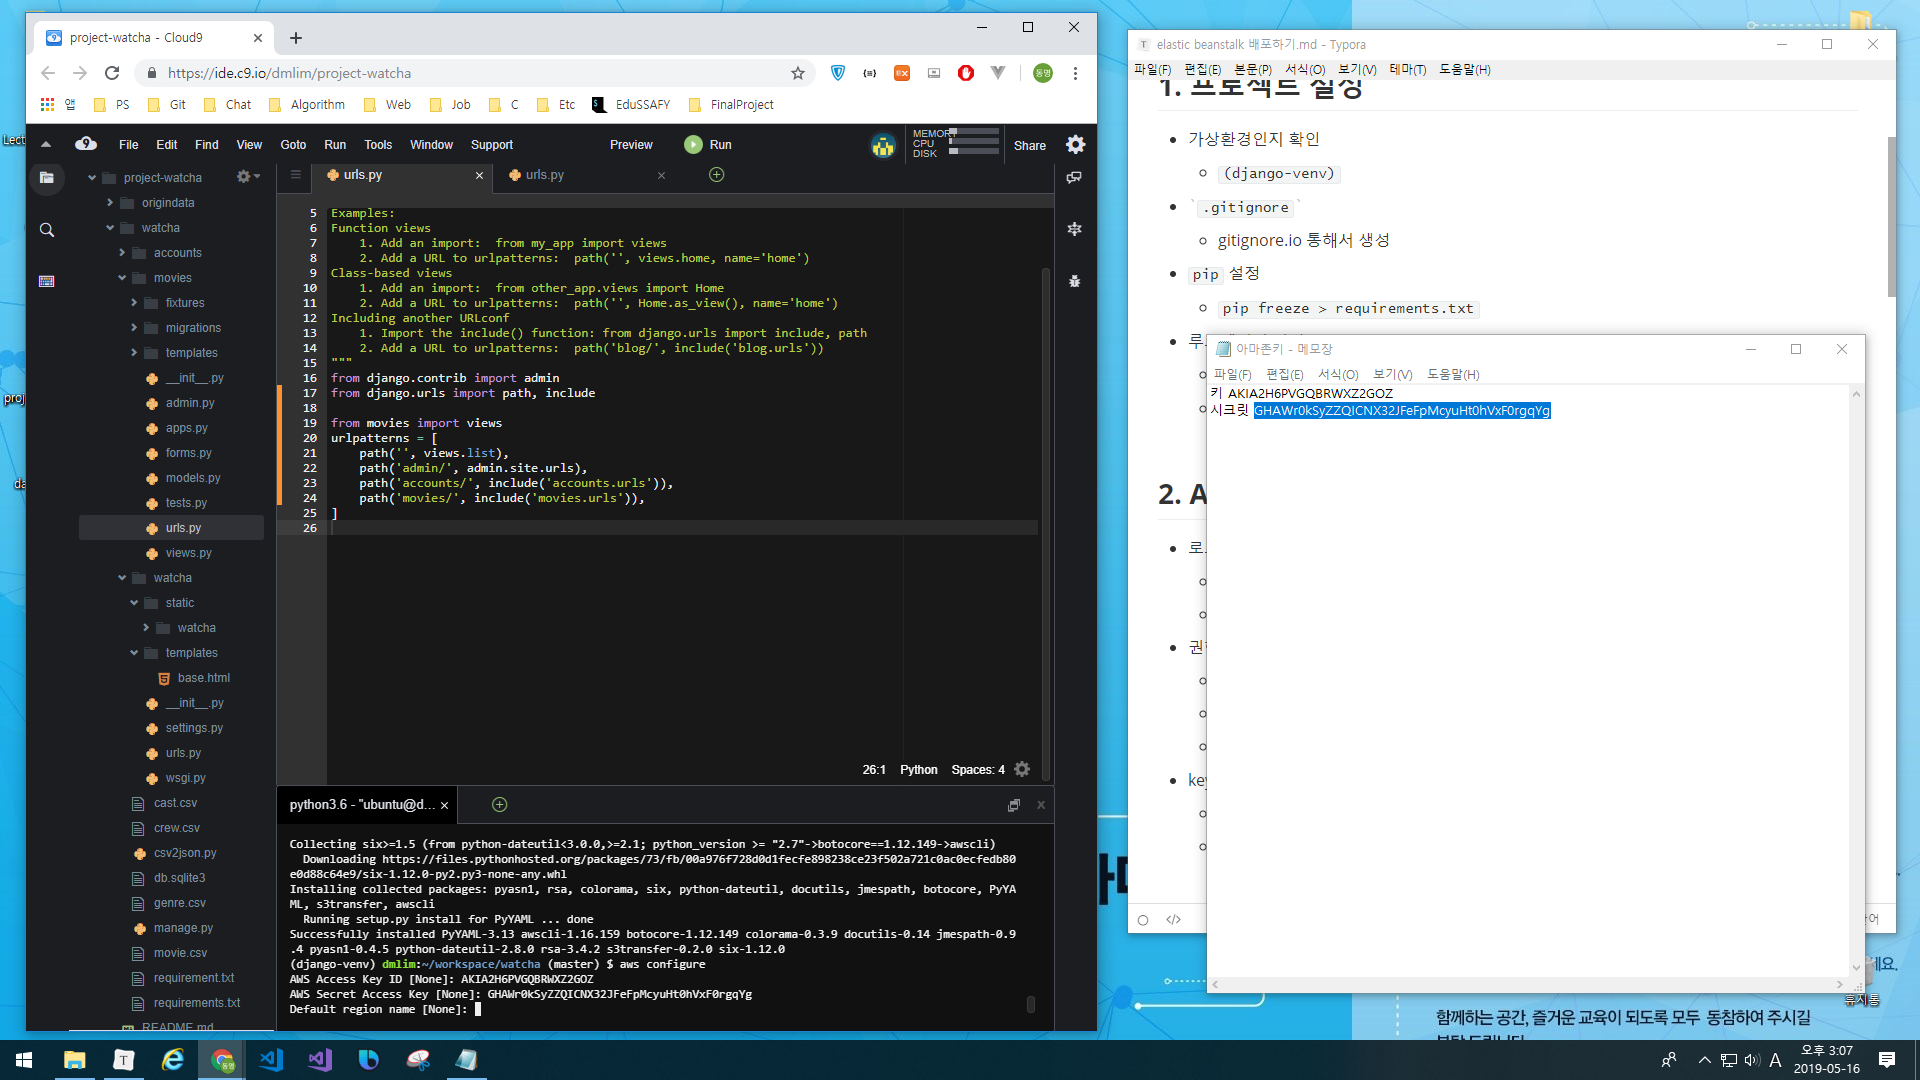 project-watcha - Cloud9
https://ide.c9.io/dmlim/project-watcha
앱 PS Git Chat Algorithm Web Job C Etc EduSSAFY FinalProject
File Edit Find View Goto Run Tools Window Support Preview Run
MEMORY
CPU
DISK
Share
project-watcha
origindata
watcha
accounts
movies
fixtures
migrations
templates
__init__.py
admin.py
apps.py
forms.py
models.py
tests.py
urls.py
views.py
watcha
static
watcha
templates
base.html
__init__.py
settings.py
urls.py
wsgi.py
cast.csv
crew.csv
csv2json.py
db.sqlite3
genre.csv
manage.py
movie.csv
requirement.txt
requirements.txt
README.md
urls.py urls.py
5 Examples:
6 Function views
7     1. Add an import:  from my_app import views
8     2. Add a URL to urlpatterns:  path('', views.home, name='home')
9 Class-based views
10     1. Add an import:  from other_app.views import Home
11     2. Add a URL to urlpatterns:  path('', Home.as_view(), name='home')
12 Including another URLconf
13     1. Import the include() function: from django.urls import include, path
14     2. Add a URL to urlpatterns:  path('blog/', include('blog.urls'))
15 """
16 from django.contrib import admin
17 from django.urls import path, include
18
19 from movies import views
20 urlpatterns = [
21     path('', views.list),
22     path('admin/', admin.site.urls),
23     path('accounts/', include('accounts.urls')),
24     path('movies/', include('movies.urls')),
25 ]
26
26:1 Python Spaces: 4
python3.6 - "ubuntu@d...
Collecting six>=1.5 (from python-dateutil<3.0.0,>=2.1; python_version >= "2.7"->botocore==1.12.149->awscli)
  Downloading https://files.pythonhosted.org/packages/73/fb/00a976f728d0d1fecfe898238ce23f502a721c0ac0ecfedb80
e0d88c64e9/six-1.12.0-py2.py3-none-any.whl
Installing collected packages: pyasn1, rsa, colorama, six, python-dateutil, docutils, jmespath, botocore, PyYA
ML, s3transfer, awscli
  Running setup.py install for PyYAML ... done
Successfully installed PyYAML-3.13 awscli-1.16.159 botocore-1.12.149 colorama-0.3.9 docutils-0.14 jmespath-0.9
.4 pyasn1-0.4.5 python-dateutil-2.8.0 rsa-3.4.2 s3transfer-0.2.0 six-1.12.0
(django-venv) dmlim:~/workspace/watcha (master) $ aws configure
AWS Access Key ID [None]: AKIA2H6PVGQBRWXZ2GOZ
AWS Secret Access Key [None]: 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
Default region name [None]:
elastic beanstalk 배포하기.md - Typora
파일(F) 편집(E) 본문(P) 서식(O) 보기(V) 테마(T) 도움말(H)
1. 프로젝트 설정
가상환경인지 확인
(django-venv)
`.gitignore`
gitignore.io 통해서 생성
pip 설정
pip freeze > requirements.txt
루
2. A
로
권
key
아마존키 - 메모장
파일(F) 편집(E) 서식(O) 보기(V) 도움말(H)
키 AKIA2H6PVGQBRWXZ2GOZ
시크릿 GHAWr0kSyZZQICNX32JFeFpMcyuHt0hVxF0rgqYg
휴지통
함께하는 공간, 즐거운 교육이 되도록 모두 동참하여 주시길
A
오후 3:07
2019-05-16